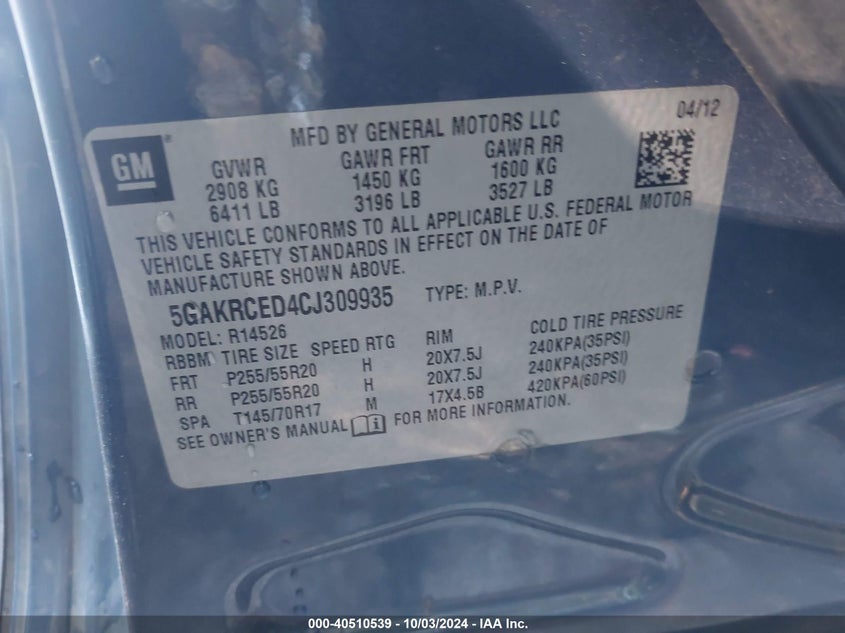 04/12
MFD BY GENERAL MOTORS LLC
GM
GVWR GAWR FRT GAWR RR
2908 KG 1450 KG 1600 KG
6411 LB 3196 LB 3527 LB
THIS VEHICLE CONFORMS TO ALL APPLICABLE U.S. FEDERAL MOTOR
VEHICLE SAFETY STANDARDS IN EFFECT ON THE DATE OF
MANUFACTURE SHOWN ABOVE.
5GAKRCED4CJ309935 TYPE: M.P.V.
MODEL: R14526
RBBM TIRE SIZE SPEED RTG RIM COLD TIRE PRESSURE
FRT P255/55R20 H 20X7.5J 240KPA(35PSI)
RR P255/55R20 H 20X7.5J 240KPA(35PSI)
SPA T145/70R17 M 17X4.5B 420KPA(60PSI)
SEE OWNER'S MANUAL FOR MORE INFORMATION.
000-40510539 - 10/03/2024 - IAA Inc.